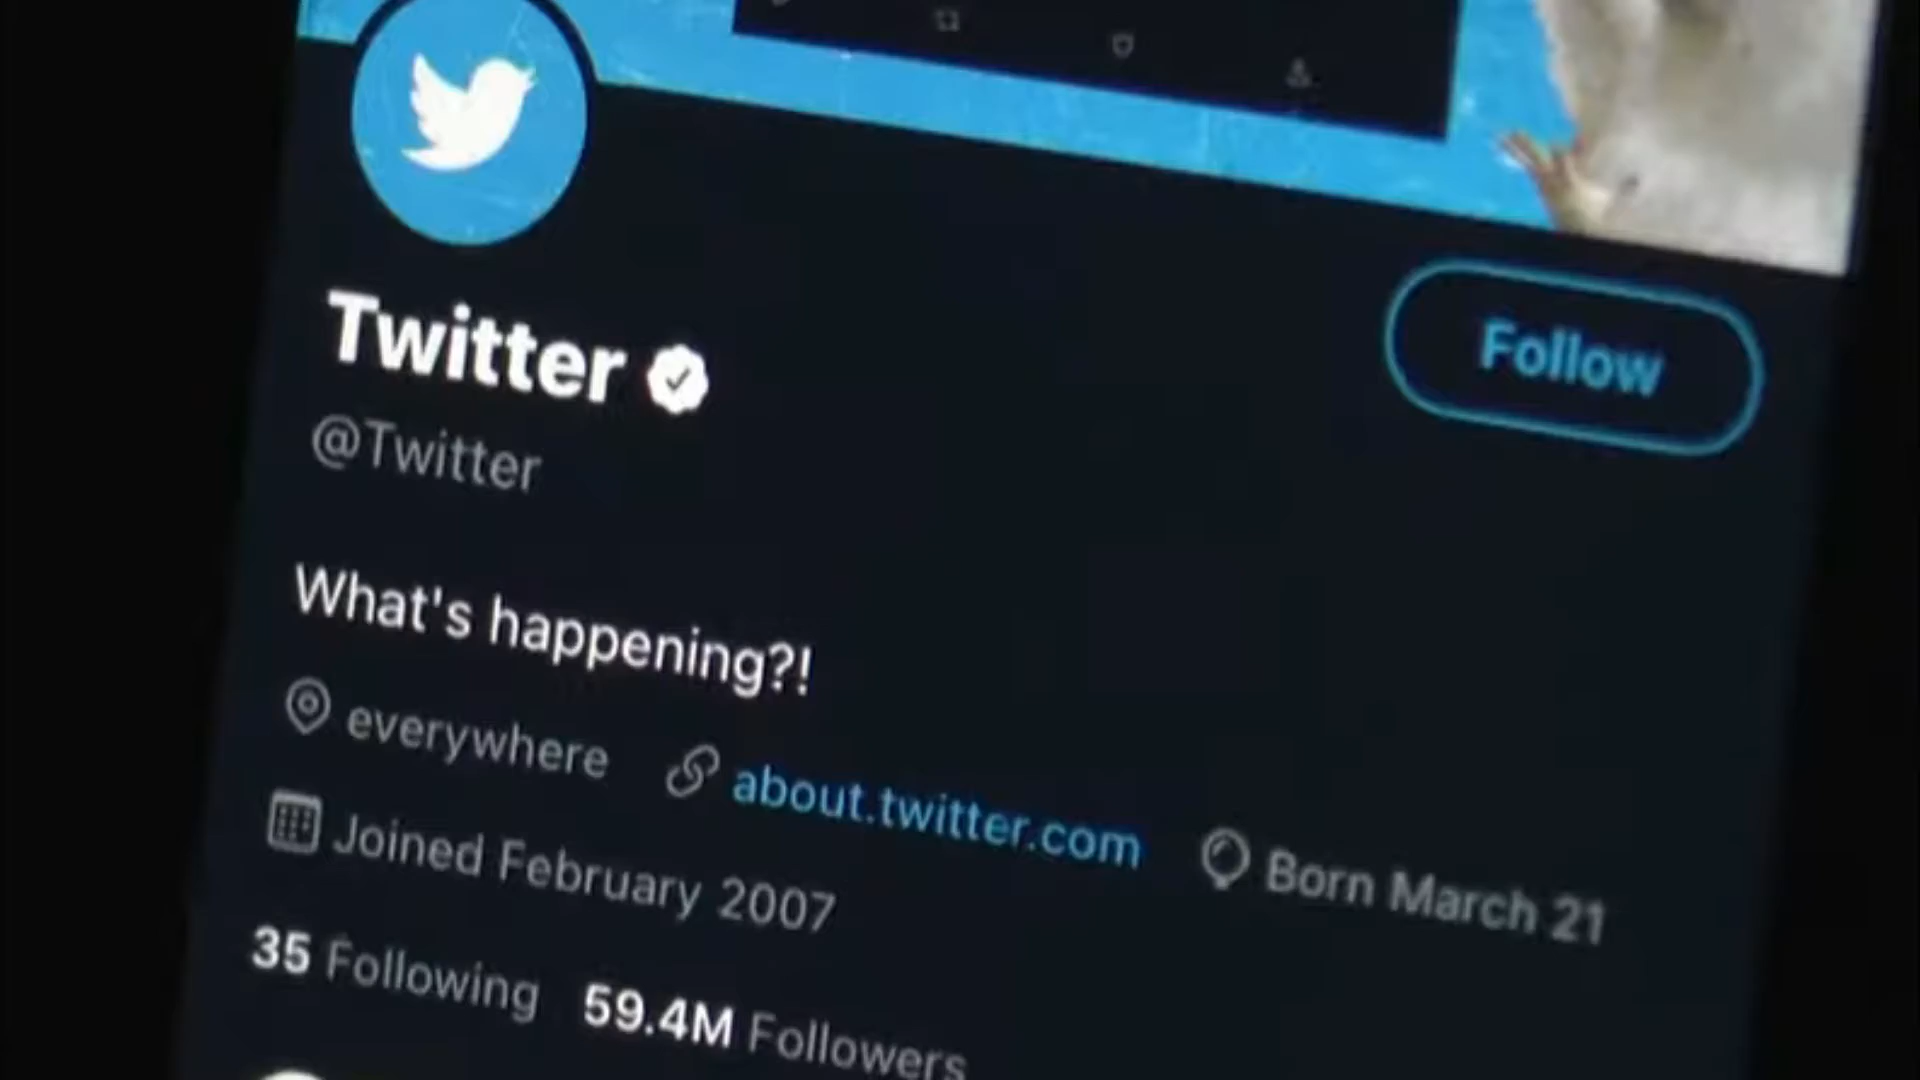 Twitter
Follow
@Twitter
What's happening?!
everywhere about.twitter.com Born March 21
Joined February 2007
35 Following 59.4M Followers